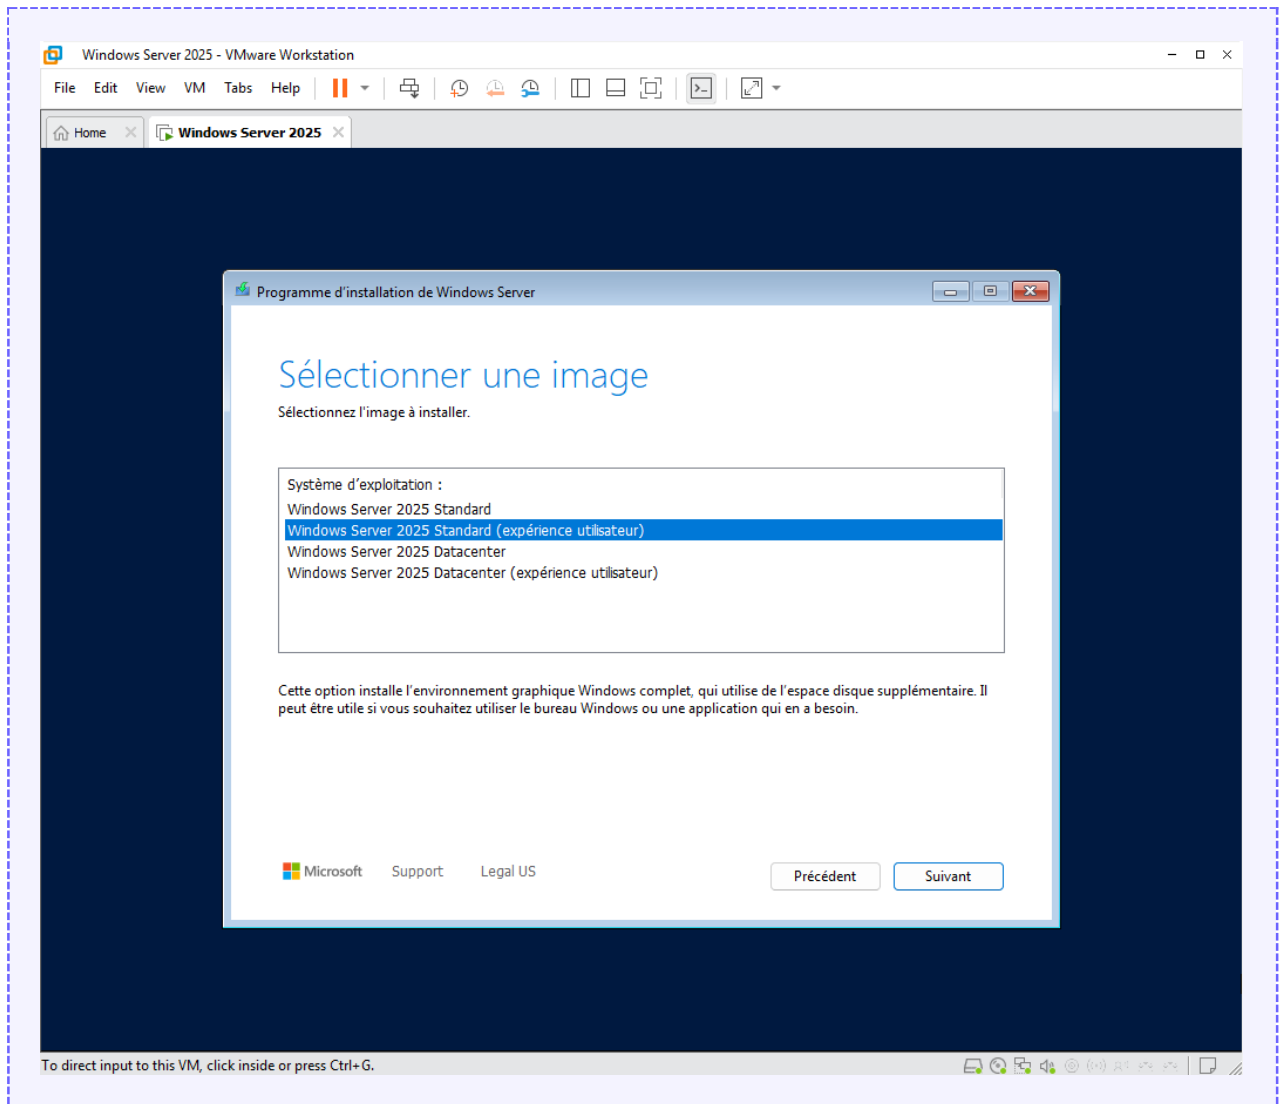 Windows Server 2025 - VMware Workstation
File Edit View VM Tabs Help
Home Windows Server 2025
Programme d'installation de Windows Server
Sélectionner une image
Sélectionnez l'image à installer.
Système d'exploitation :
Windows Server 2025 Standard
Windows Server 2025 Standard (expérience utilisateur)
Windows Server 2025 Datacenter
Windows Server 2025 Datacenter (expérience utilisateur)
Cette option installe l'environnement graphique Windows complet, qui utilise de l'espace disque supplémentaire. Il
peut être utile si vous souhaitez utiliser le bureau Windows ou une application qui en a besoin.
Microsoft Support Legal US Précédent Suivant
To direct input to this VM, click inside or press Ctrl+G.